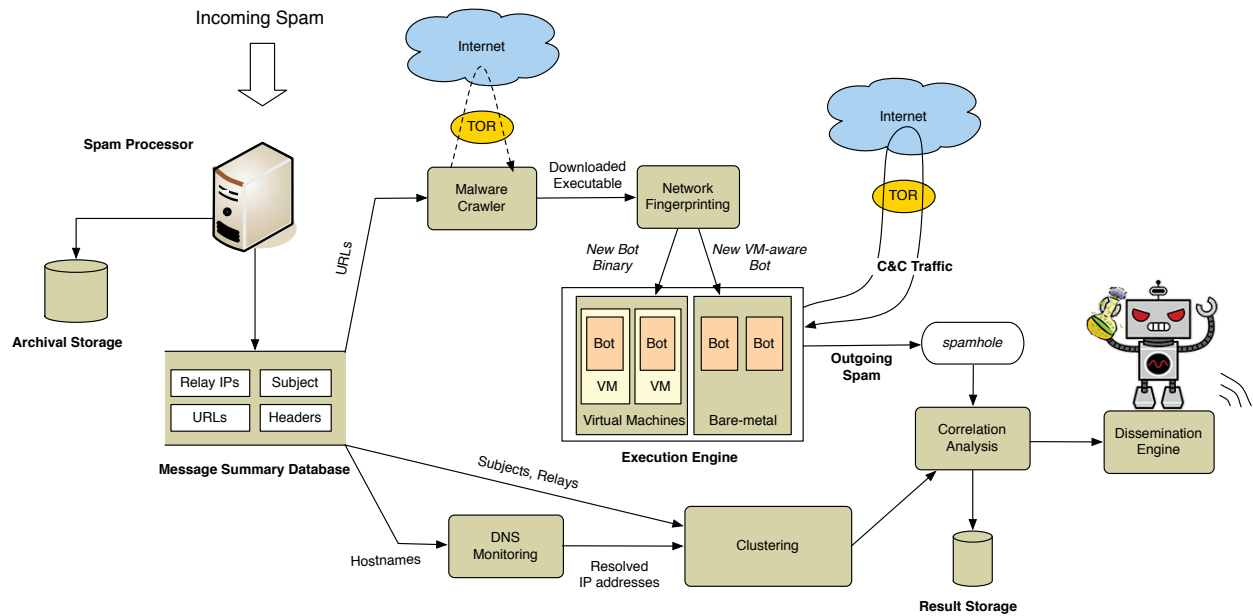 Incoming Spam
Spam Processor
Archival Storage
Relay IPs
Subject
URLs
Headers
Message Summary Database
URLs
Internet
TOR
Malware
Crawler
Downloaded
Executable
Network
Fingerprinting
New Bot
Binary
New VM-aware
Bot
Bot
Bot
VM
VM
Virtual Machines
Bot
Bot
Bare-metal
Execution Engine
Internet
TOR
C&C Traffic
Outgoing
Spam
spamhole
Subjects, Relays
Hostnames
DNS
Monitoring
Resolved
IP addresses
Clustering
Correlation
Analysis
Dissemination
Engine
Result Storage